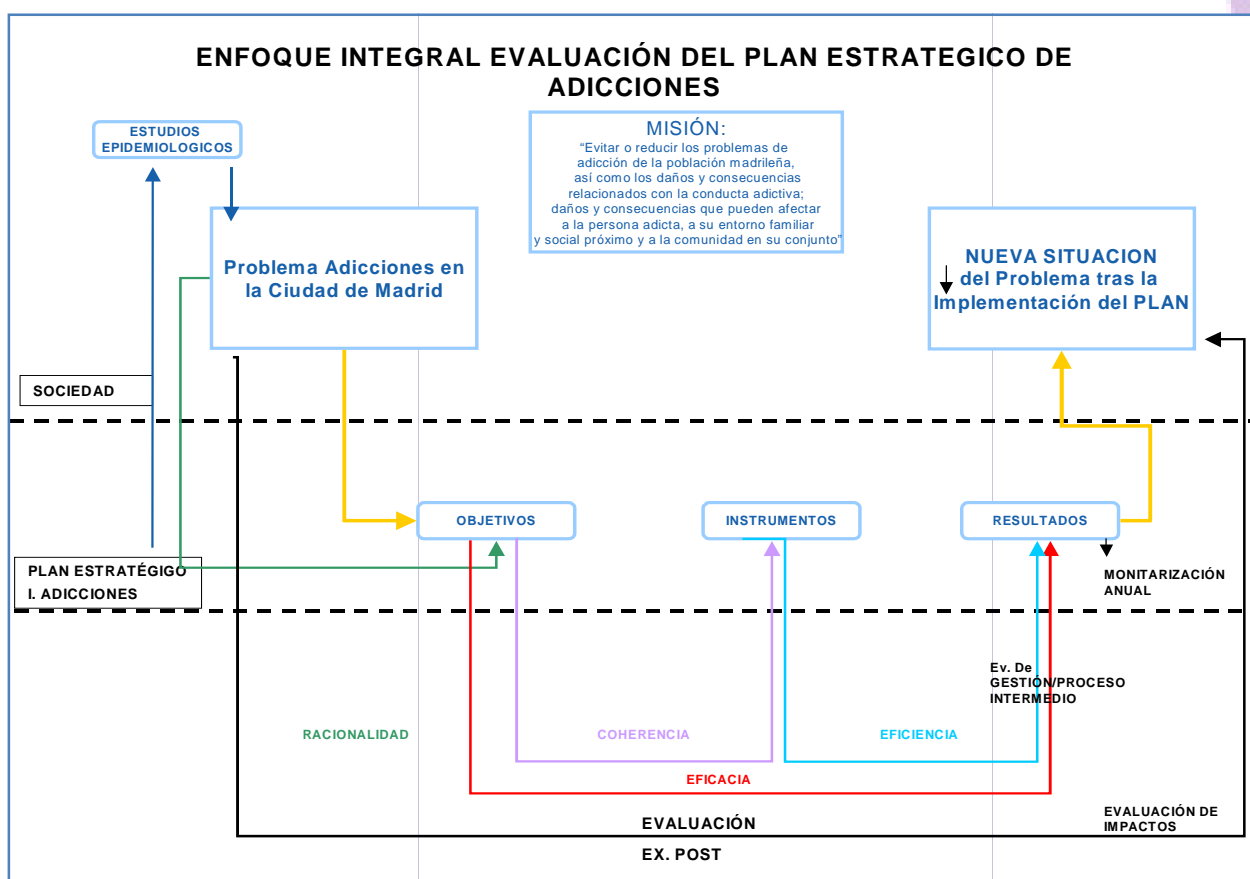 ENFOQUE INTEGRAL EVALUACIÓN DEL PLAN ESTRATEGICO DE
ADICCIONES
ESTUDIOS
EPIDEMIOLOGICOS
MISIÓN:
“Evitar o reducir los problemas de
adicción de la población madrileña,
así como los daños y consecuencias
relacionados con la conducta adictiva;
daños y consecuencias que pueden afectar
a la persona adicta, a su entorno familiar
y social próximo y a la comunidad en su conjunto”
Problema Adicciones en
la Ciudad de Madrid
NUEVA SITUACION
del Problema tras la
Implementación del PLAN
SOCIEDAD
OBJETIVOS
INSTRUMENTOS
RESULTADOS
PLAN ESTRATÉGIGO
I. ADICCIONES
MONITARIZACIÓN
ANUAL
Ev. De
GESTIÓN/PROCESO
INTERMEDIO
RACIONALIDAD
COHERENCIA
EFICIENCIA
EFICACIA
EVALUACIÓN DE
IMPACTOS
EVALUACIÓN
EX. POST